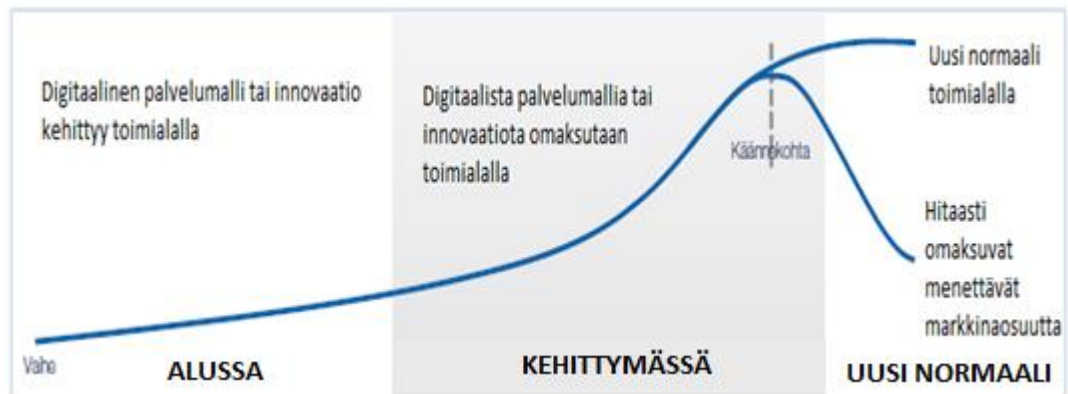 Digitaalinen palvelumalli tai innovaatio
kehittyy toimialalla
Digitaalista palvelumallia tai
innovaatiota omaksutaan
toimialalla
Käännekohta
Uusi normaali
toimialalla
Hitaasti
omaksuvat
menettävät
markkinaosuutta
Vaihe
ALUSSA
KEHITTYMÄSSÄ
UUSI NORMAALI